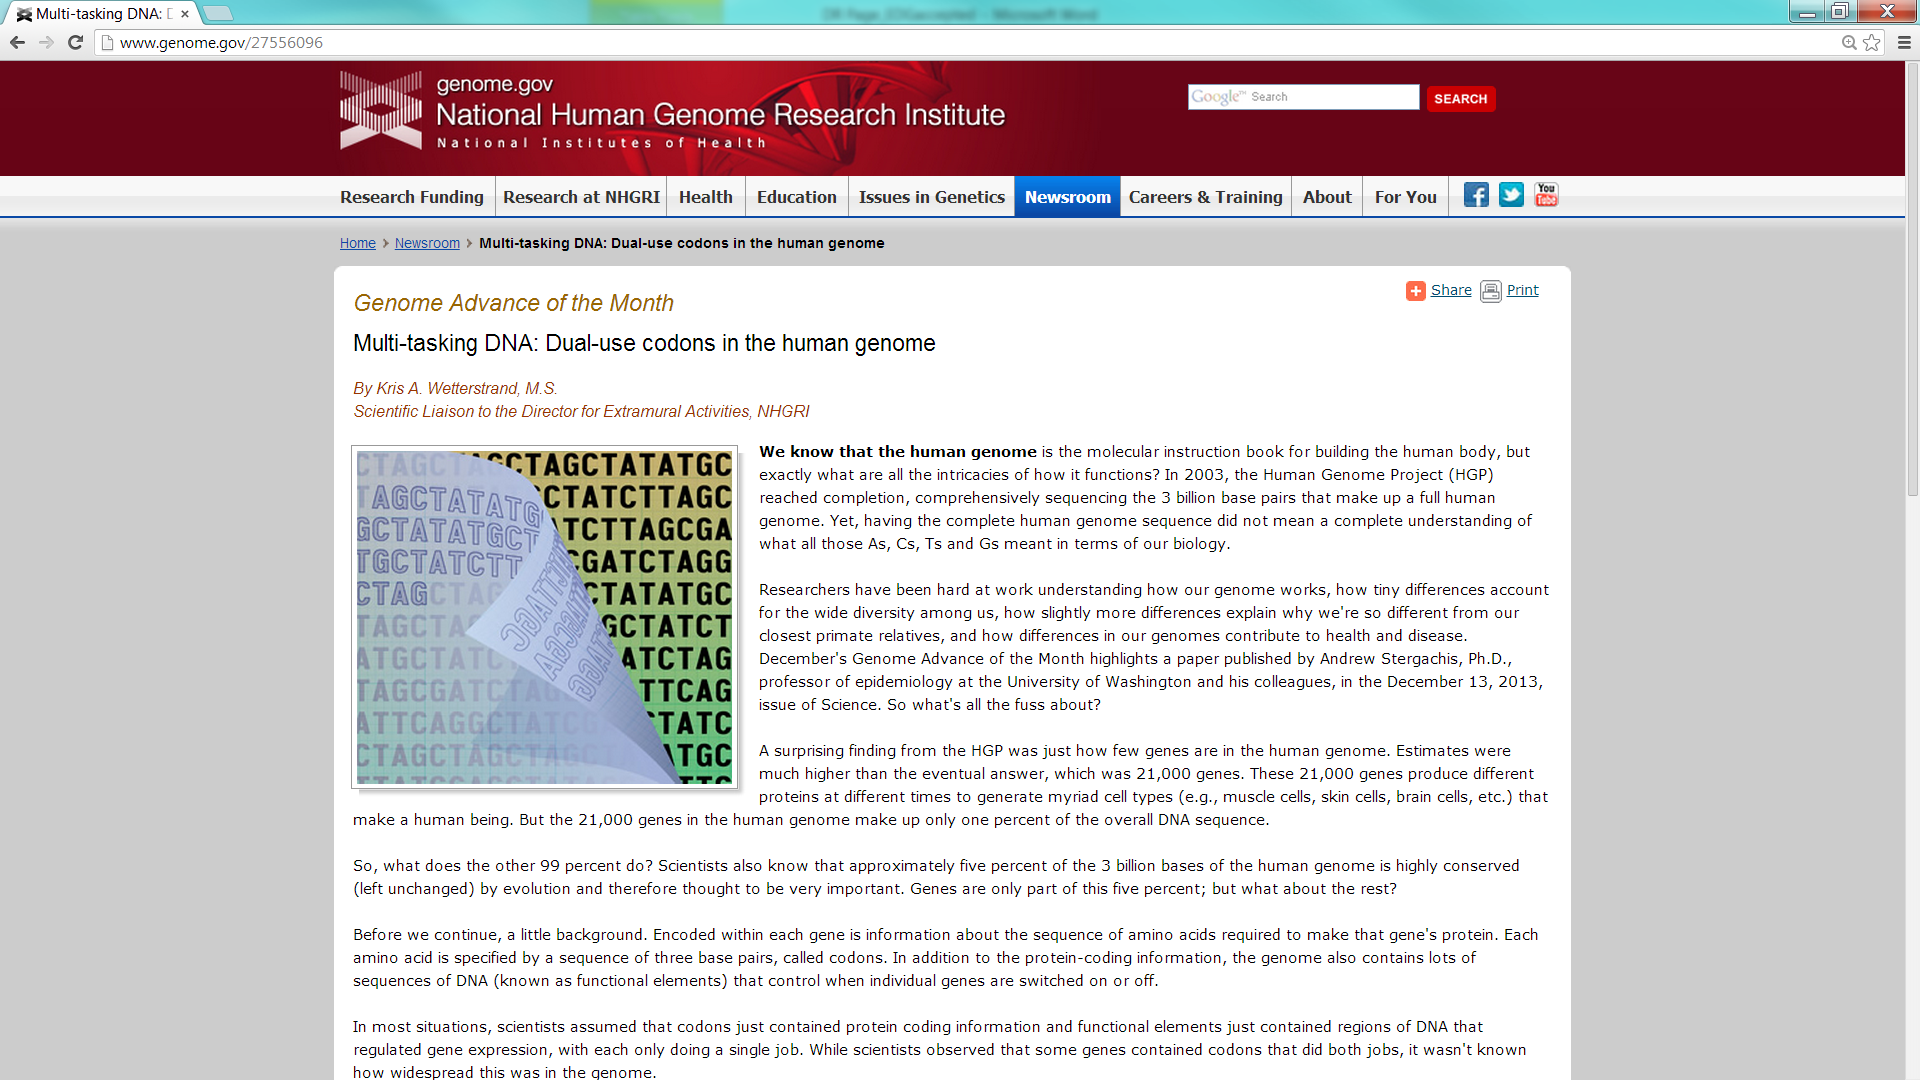 Multi-tasking DNA: D
www.genome.gov/27556096
genome.gov
National Human Genome Research Institute
National Institutes of Health
Google™ Search
SEARCH
Research Funding
Research at NHGRI
Health
Education
Issues in Genetics
Newsroom
Careers & Training
About
For You
You
Tube
Home
Newsroom
Multi-tasking DNA: Dual-use codons in the human genome
Share
Print
Genome Advance of the Month
Multi-tasking DNA: Dual-use codons in the human genome
By Kris A. Wetterstrand, M.S.
Scientific Liaison to the Director for Extramural Activities, NHGRI
We know that the human genome is the molecular instruction book for building the human body, but
exactly what are all the intricacies of how it functions? In 2003, the Human Genome Project (HGP)
reached completion, comprehensively sequencing the 3 billion base pairs that make up a full human
genome. Yet, having the complete human genome sequence did not mean a complete understanding of
what all those As, Cs, Ts and Gs meant in terms of our biology.
Researchers have been hard at work understanding how our genome works, how tiny differences account
for the wide diversity among us, how slightly more differences explain why we're so different from our
closest primate relatives, and how differences in our genomes contribute to health and disease.
December's Genome Advance of the Month highlights a paper published by Andrew Stergachis, Ph.D.,
professor of epidemiology at the University of Washington and his colleagues, in the December 13, 2013,
issue of Science. So what's all the fuss about?
A surprising finding from the HGP was just how few genes are in the human genome. Estimates were
much higher than the eventual answer, which was 21,000 genes. These 21,000 genes produce different
proteins at different times to generate myriad cell types (e.g., muscle cells, skin cells, brain cells, etc.) that
make a human being. But the 21,000 genes in the human genome make up only one percent of the overall DNA sequence.
So, what does the other 99 percent do? Scientists also know that approximately five percent of the 3 billion bases of the human genome is highly conserved
(left unchanged) by evolution and therefore thought to be very important. Genes are only part of this five percent; but what about the rest?
Before we continue, a little background. Encoded within each gene is information about the sequence of amino acids required to make that gene's protein. Each
amino acid is specified by a sequence of three base pairs, called codons. In addition to the protein-coding information, the genome also contains lots of
sequences of DNA (known as functional elements) that control when individual genes are switched on or off.
In most situations, scientists assumed that codons just contained protein coding information and functional elements just contained regions of DNA that
regulated gene expression, with each only doing a single job. While scientists observed that some genes contained codons that did both jobs, it wasn't known
how widespread this was in the genome.